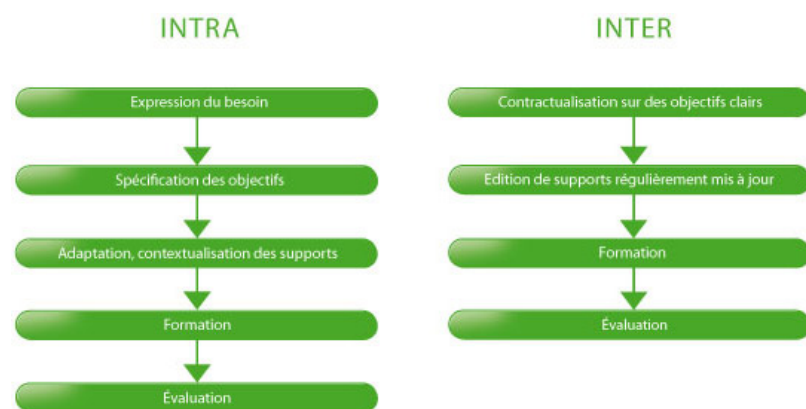 INTRA
Expression du besoin
Spécification des objectifs
Adaptation, contextualisation des supports
Formation
Évaluation
INTER
Contractualisation sur des objectifs clairs
Edition de supports régulièrement mis à jour
Formation
Évaluation